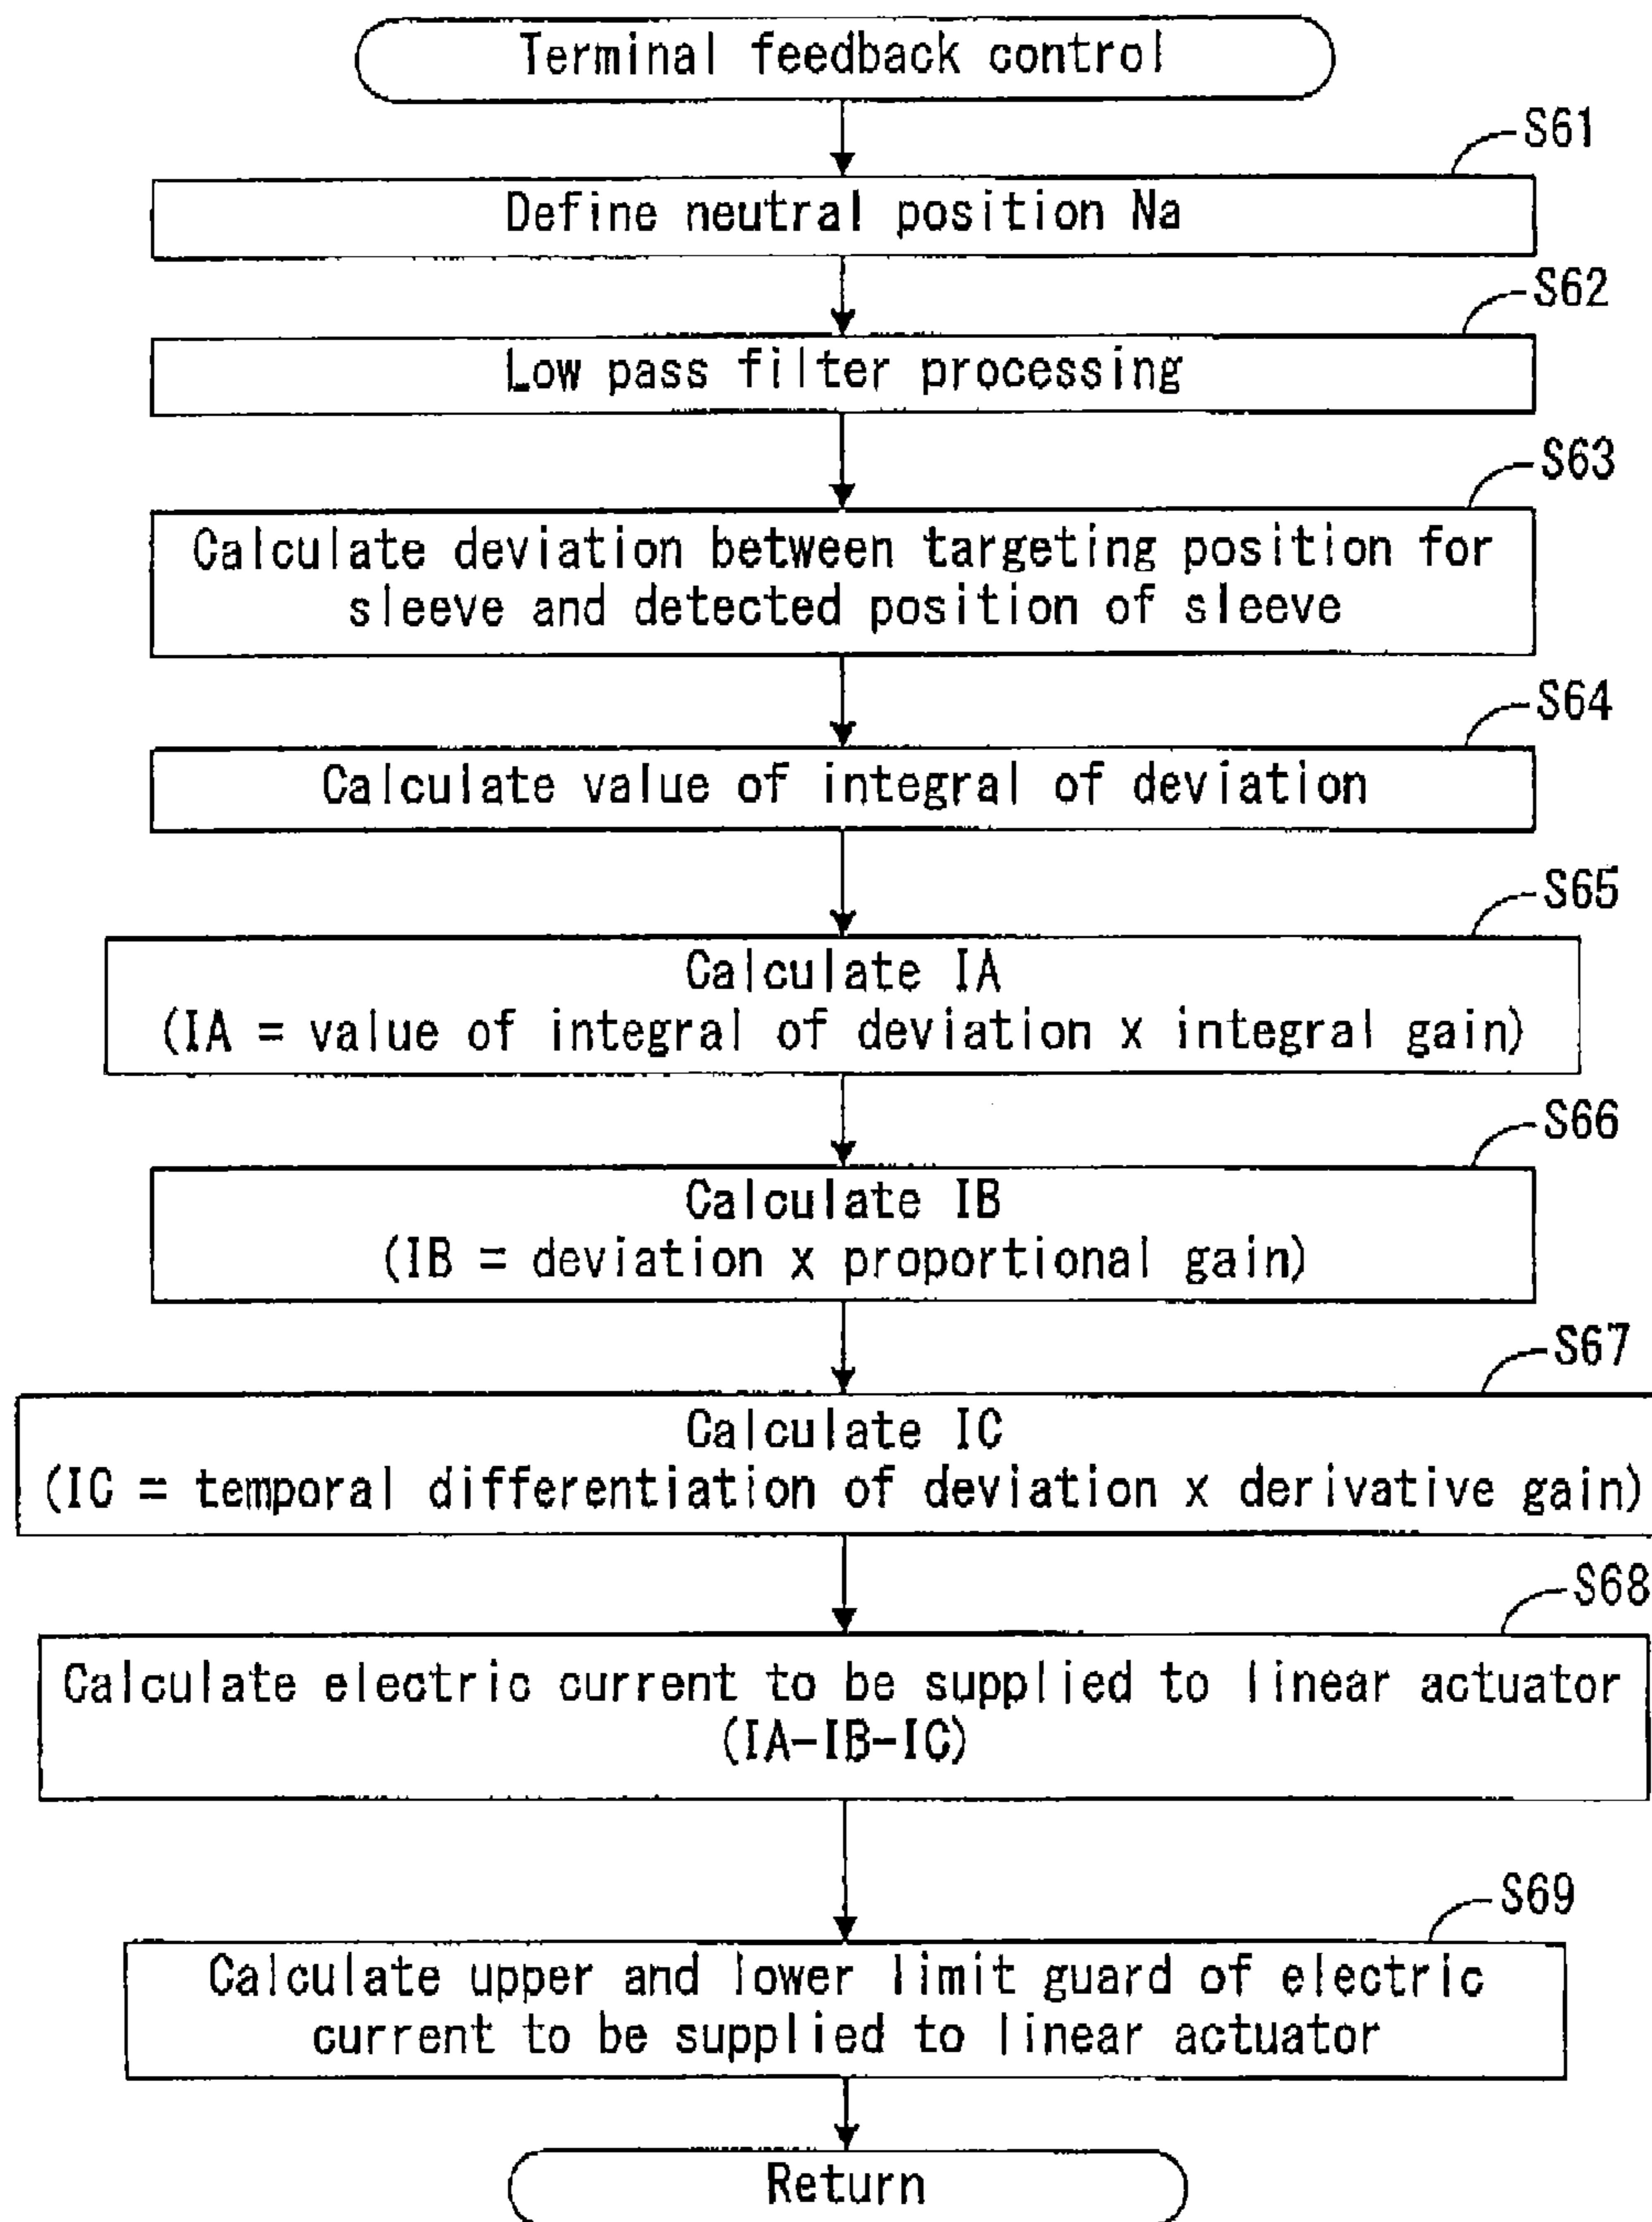 Terminal feedback control
S61
Define neutral position Na
S62
Low pass filter processing
S63
Calculate deviation between targeting position for
sleeve and detected position of sleeve
S64
Calculate value of integral of deviation
S65
Calculate IA
(IA = value of integral of deviation x integral gain)
S66
Calculate IB
(IB = deviation x proportional gain)
S67
Calculate IC
(IC = temporal differentiation of deviation x derivative gain)
S68
Calculate electric current to be supplied to linear actuator
(IA-IB-IC)
S69
Calculate upper and lower limit guard of electric
current to be supplied to linear actuator
Return